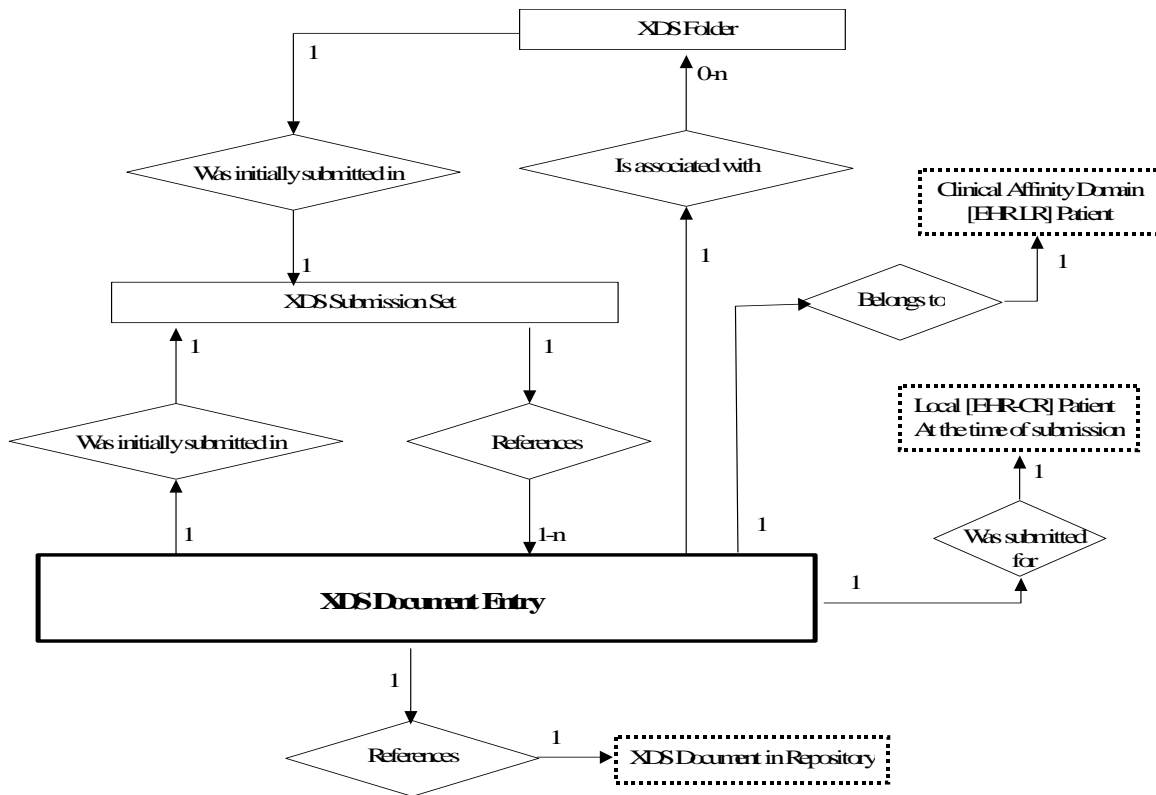 XDS Folder
1
0-n
Was initially submitted in
Is associated with
Clinical Affinity Domain
[EHR-LR] Patient
1
1
1
Belongs to
XDS Submission Set
1
1
Local [EHR-CR] Patient
At the time of submission
Was initially submitted in
References
1
1
1-n
1
Was submitted
for
1
XDS Document Entry
1
References
1
XDS Document in Repository